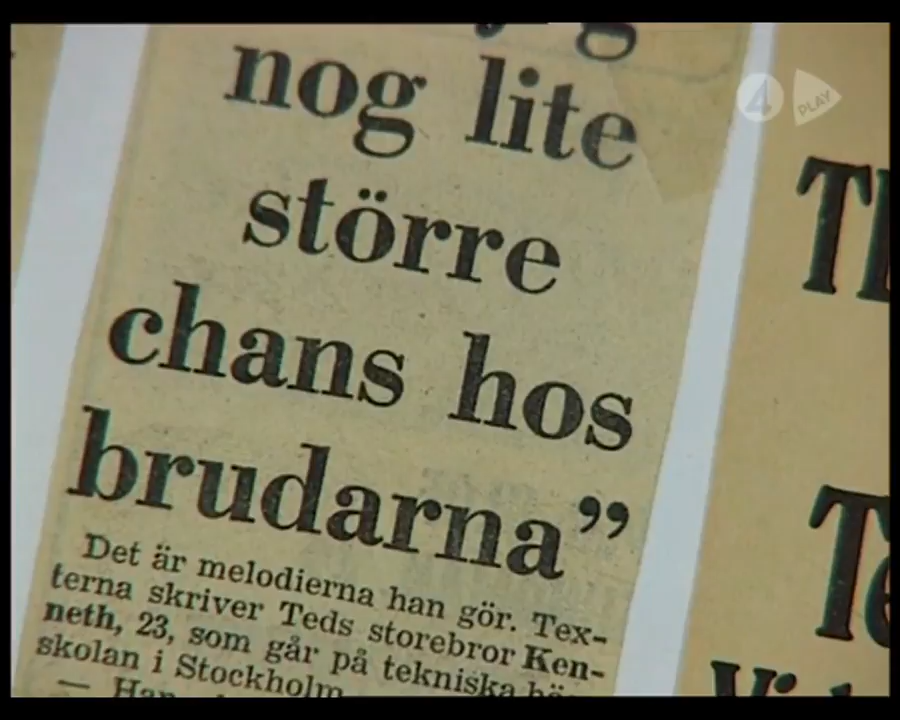 nog lite
större
chans hos
brudarna”
Det är melodierna han gör. Tex-
terna skriver Teds storebror Ken-
neth, 23, som går på tekniska hö-
skolan i Stockholm.
4 PLAY